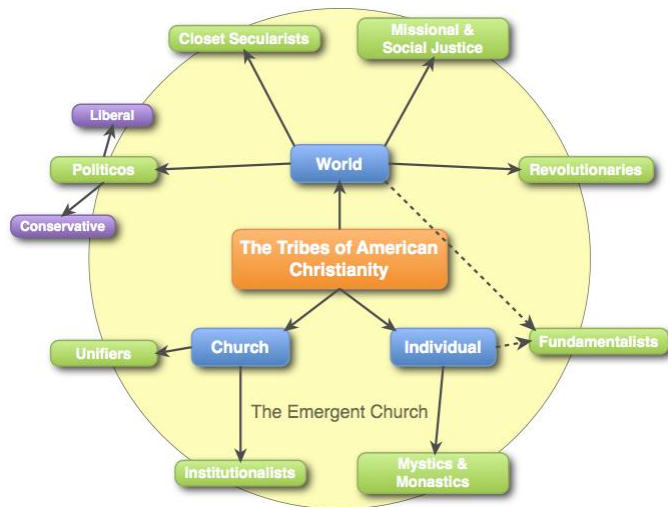 Closet Secularists
Missional &
Social Justice
Liberal
Politicos
World
Revolutionaries
Conservative
The Tribes of American
Christianity
Unifiers
Church
Individual
Fundamentalists
The Emergent Church
Institutionalists
Mystics &
Monastics